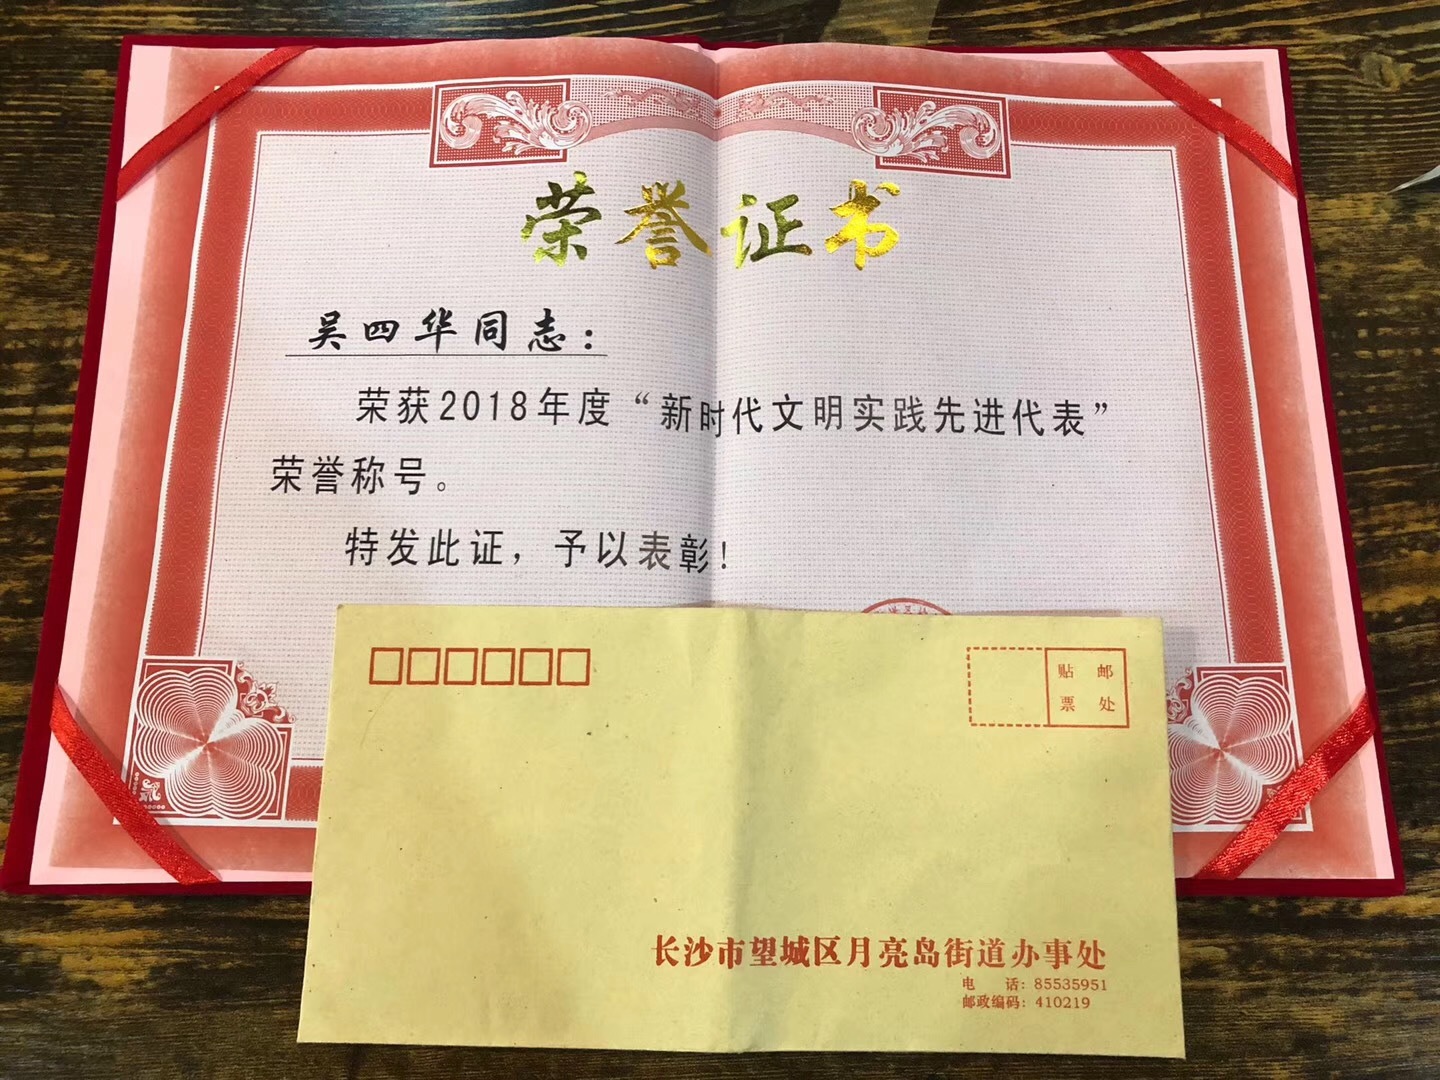 荣誉证书
吴四华同志：
荣获2018年度“新时代文明实践先进代表”
荣誉称号。
特发此证，予以表彰！
贴 邮
票 处
长沙市望城区月亮岛街道办事处
电 话：85535951
邮政编码：410219